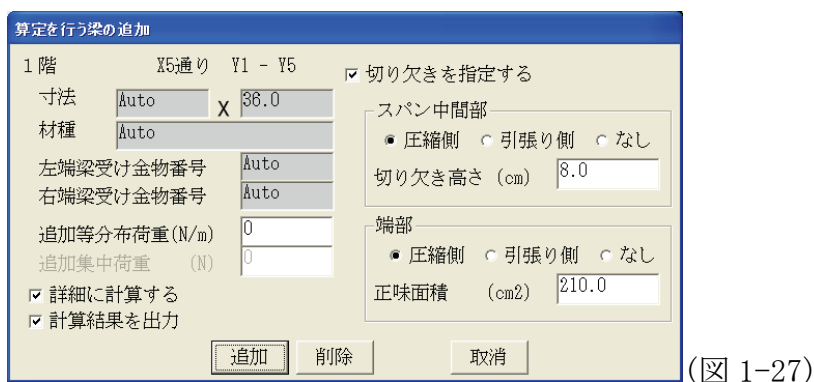 算定を行う梁の追加
1階 X5通り Y1 - Y5
寸法 Auto X 36.0
材種 Auto
左端梁受け金物番号 Auto
右端梁受け金物番号 Auto
追加等分布荷重(N/m) 0
追加集中荷重 (N) 0
詳細に計算する
計算結果を出力
切り欠きを指定する
スパン中間部
圧縮側 引張り側 なし
切り欠き高さ (cm) 8.0
端部
圧縮側 引張り側 なし
正味面積 (cm2) 210.0
追加 削除 取消
(図 1-27)